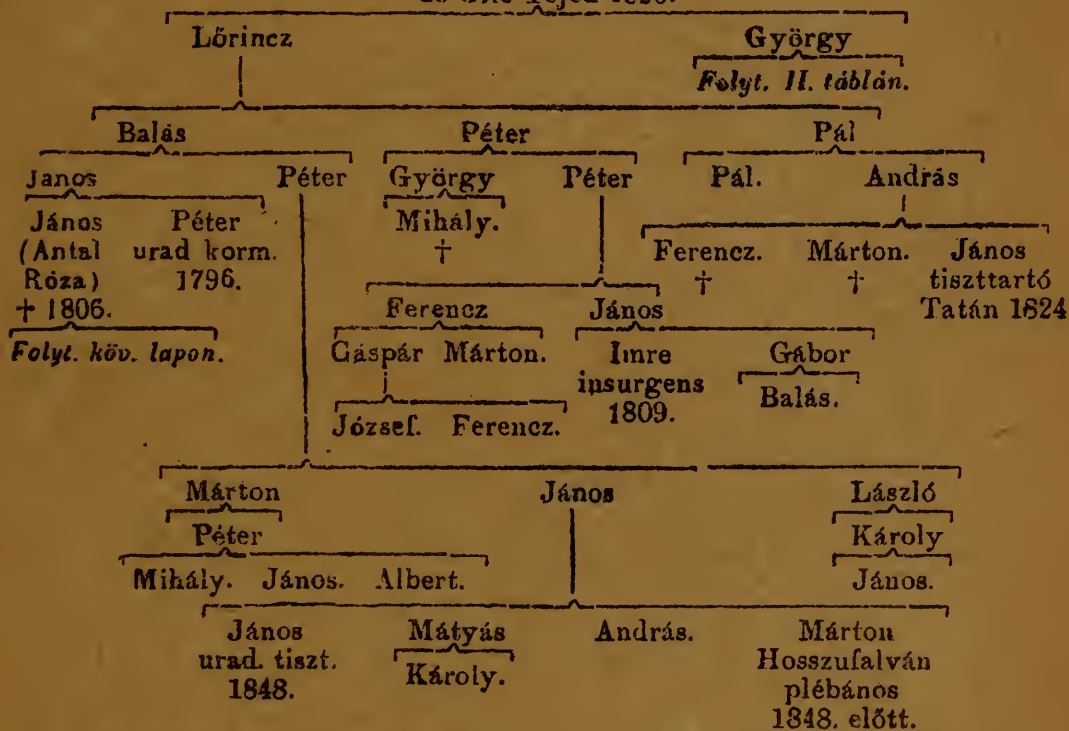 Lőrincz György
Folyt. II. táblán.
Balás Péter Pál
Janos Péter György Péter Pál. András
János Péter Mihály.
(Antal urad korm. † Ferencz. Márton. János
Róza) 1796. † † tiszttartó
† 1806. Ferencz János Tatán 1824
Folyt. köv. lapon. Gáspár Márton. Imre Gábor
insurgens Balás.
1809.
József. Ferencz.
Márton János László
Péter Károly
Mihály. János. Albert. János.
János Mátyás András. Márton
urad. tiszt. Károly. Hosszufalván
1848. plébános
1848. előtt.